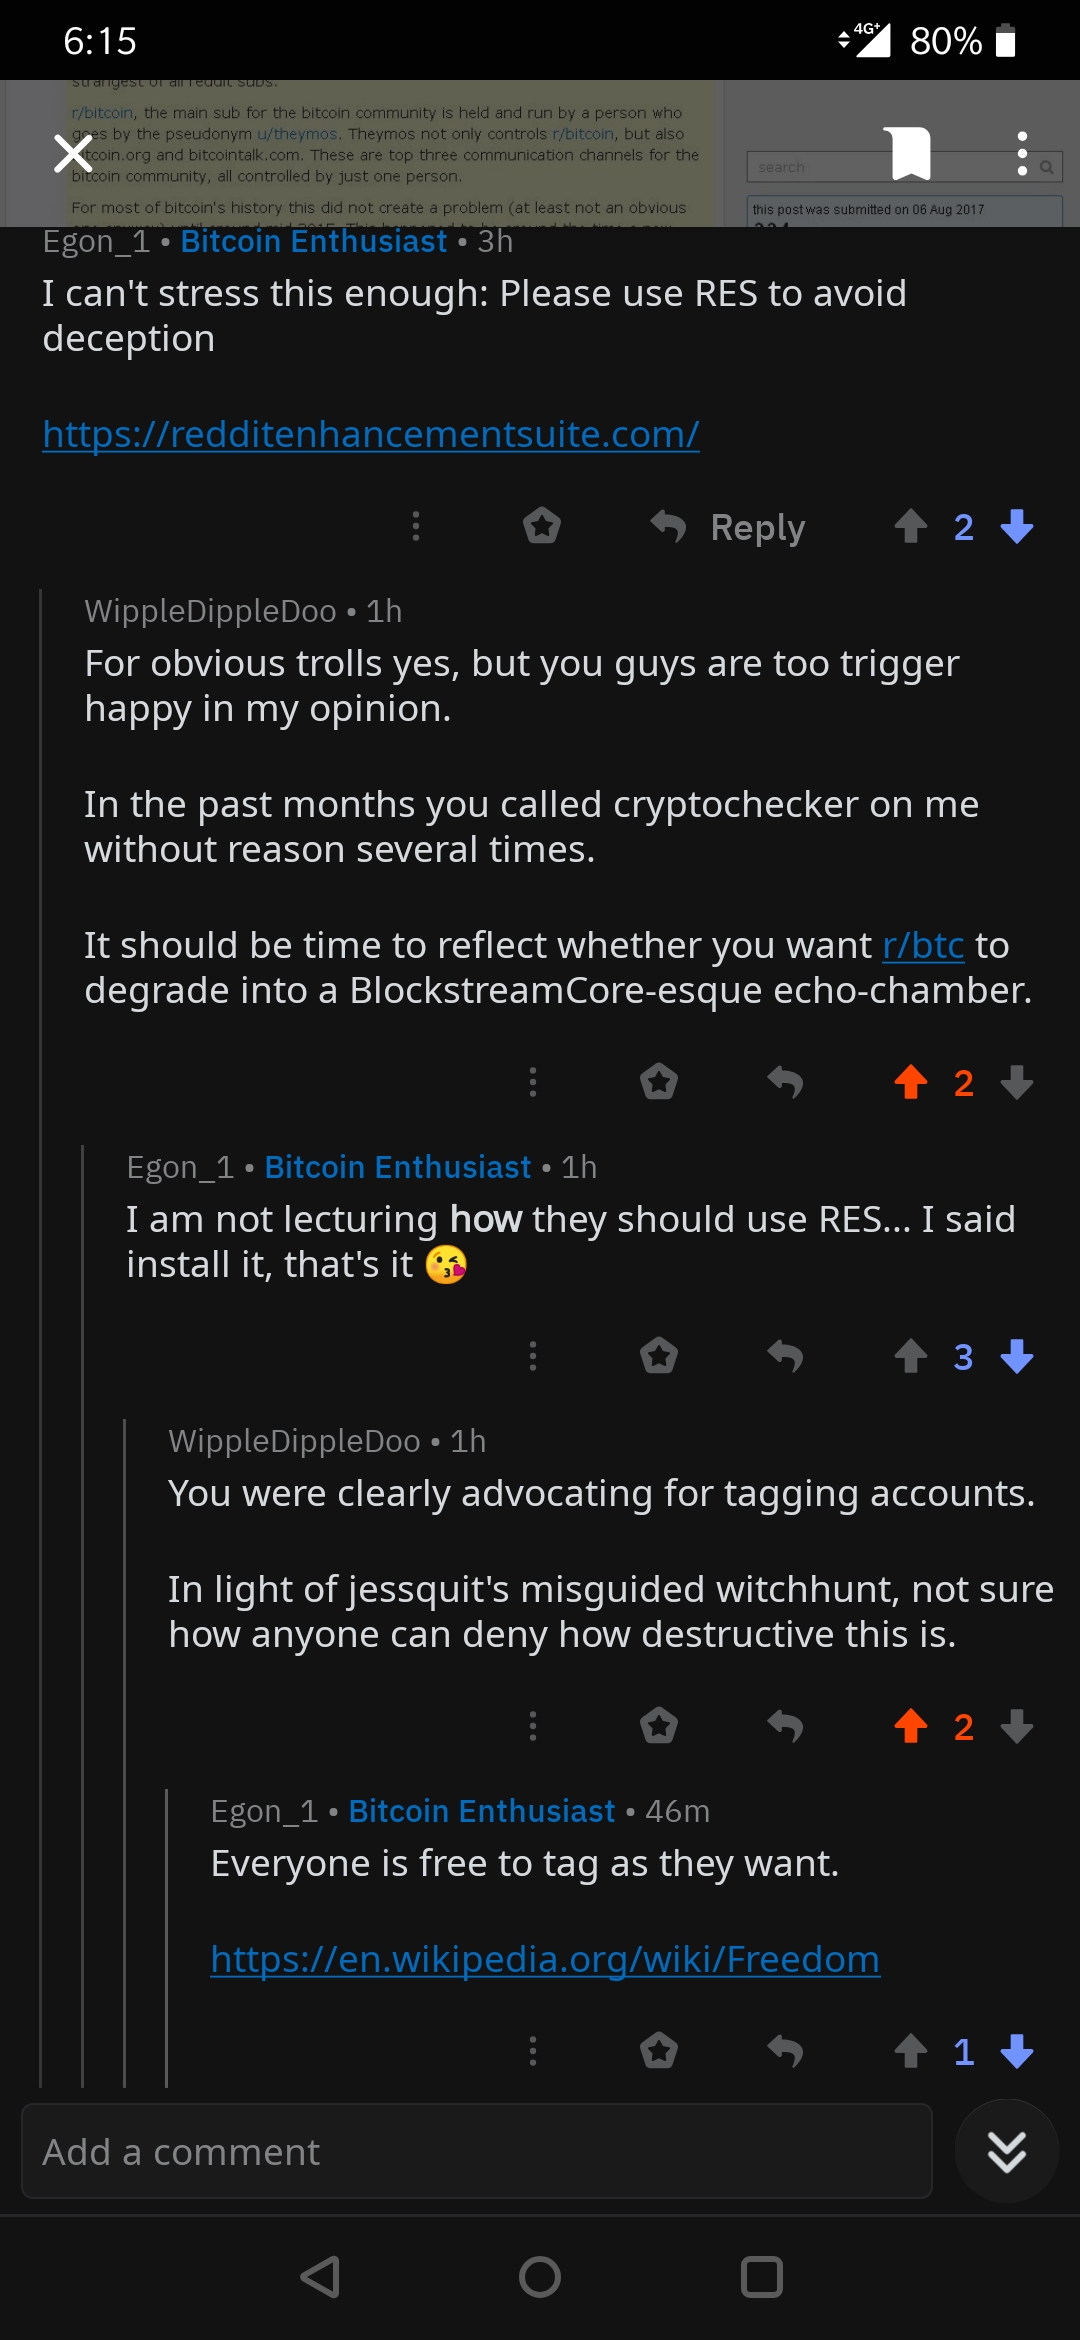 6:15
4G+
80%
strangest of all reddit subs.
r/bitcoin, the main sub for the bitcoin community is held and run by a person who
goes by the pseudonym u/theymos. Theymos not only controls r/bitcoin, but also
bitcoin.org and bitcointalk.com. These are top three communication channels for the
bitcoin community, all controlled by just one person.
For most of bitcoin's history this did not create a problem (at least not an obvious
search
this post was submitted on 06 Aug 2017
Egon_1 • Bitcoin Enthusiast • 3h
I can't stress this enough: Please use RES to avoid
deception
https://redditenhancementsuite.com/
Reply
2
WippleDippleDoo • 1h
For obvious trolls yes, but you guys are too trigger
happy in my opinion.
In the past months you called cryptochecker on me
without reason several times.
It should be time to reflect whether you want r/btc to
degrade into a BlockstreamCore-esque echo-chamber.
2
Egon_1 • Bitcoin Enthusiast • 1h
I am not lecturing how they should use RES... I said
install it, that's it 😘
3
WippleDippleDoo • 1h
You were clearly advocating for tagging accounts.
In light of jessquit's misguided witchhunt, not sure
how anyone can deny how destructive this is.
2
Egon_1 • Bitcoin Enthusiast • 46m
Everyone is free to tag as they want.
https://en.wikipedia.org/wiki/Freedom
1
Add a comment